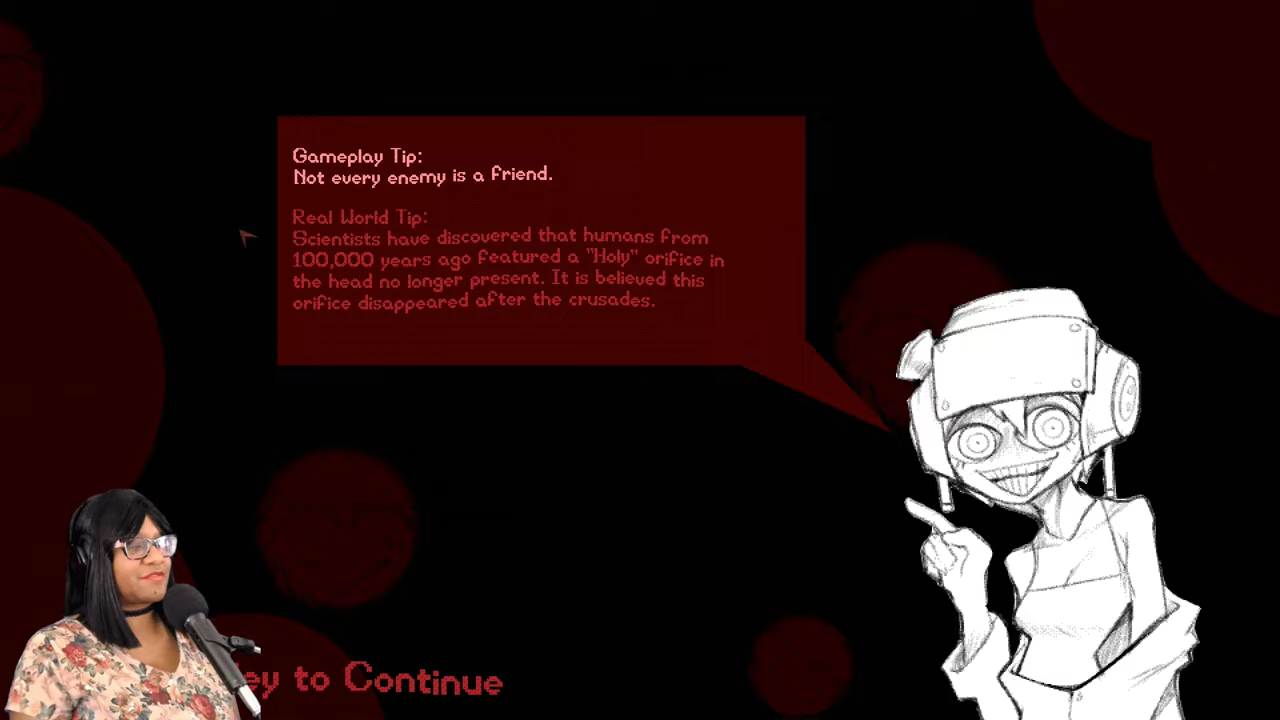 Gameplay Tip:
Not every enemy is a friend.
Real World Tip:
Scientists have discovered that humans from
100,000 years ago featured a "Holy" orifice in
the head no longer present. It is believed this
orifice disappeared after the crusades.
to Continue